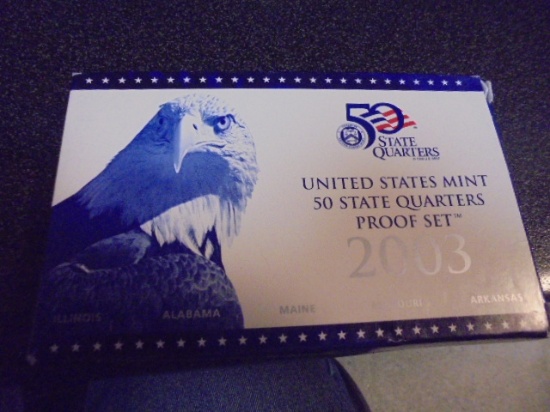 50
STATE
QUARTERS
UNITED STATES MINT
50 STATE QUARTERS
PROOF SET™
2003
ILLINOIS ALABAMA MAINE ARKANSAS